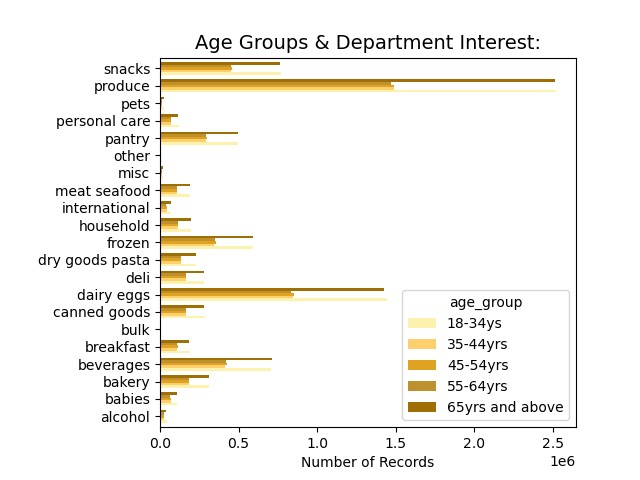 Age Groups & Department Interest:
snacks
produce
pets
personal care
pantry
other
misc
meat seafood
international
household
frozen
dry goods pasta
deli
dairy eggs
canned goods
bulk
breakfast
beverages
bakery
babies
alcohol
age_group
18-34ys
35-44yrs
45-54yrs
55-64yrs
65yrs and above
0.0 0.5 1.0 1.5 2.0 2.5
1e6
Number of Records